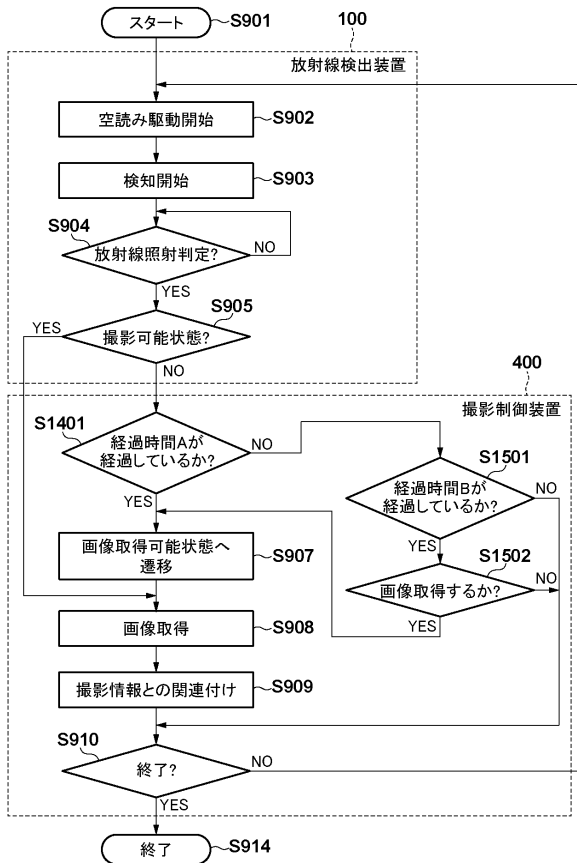 スタート
S901
100
放射線検出装置
空読み駆動開始
S902
検知開始
S903
S904
放射線照射判定?
NO
YES
S905
YES
撮影可能状態?
NO
400
撮影制御装置
S1401
経過時間Aが
経過しているか?
NO
YES
S1501
経過時間Bが
経過しているか?
NO
YES
画像取得可能状態へ
遷移
S907
S1502
画像取得するか?
NO
YES
画像取得
S908
撮影情報との関連付け
S909
S910
終了?
NO
YES
終了
S914